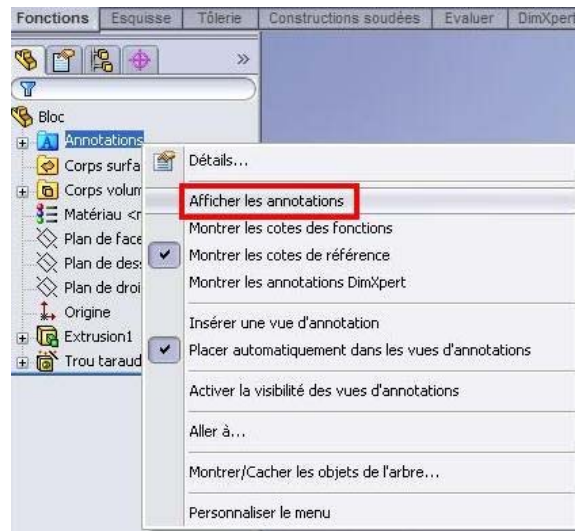 Fonctions Esquisse Tôlerie Constructions soudées Evaluer DimXpert
Bloc
Annotations
Corps surfa
Corps volum
Matériau <r
Plan de face
Plan de des
Plan de droi
Origine
Extrusion1
Trou taraud
Détails...
Afficher les annotations
Montrer les cotes des fonctions
Montrer les cotes de référence
Montrer les annotations DimXpert
Insérer une vue d'annotation
Placer automatiquement dans les vues d'annotations
Activer la visibilité des vues d'annotations
Aller à...
Montrer/Cacher les objets de l'arbre...
Personnaliser le menu